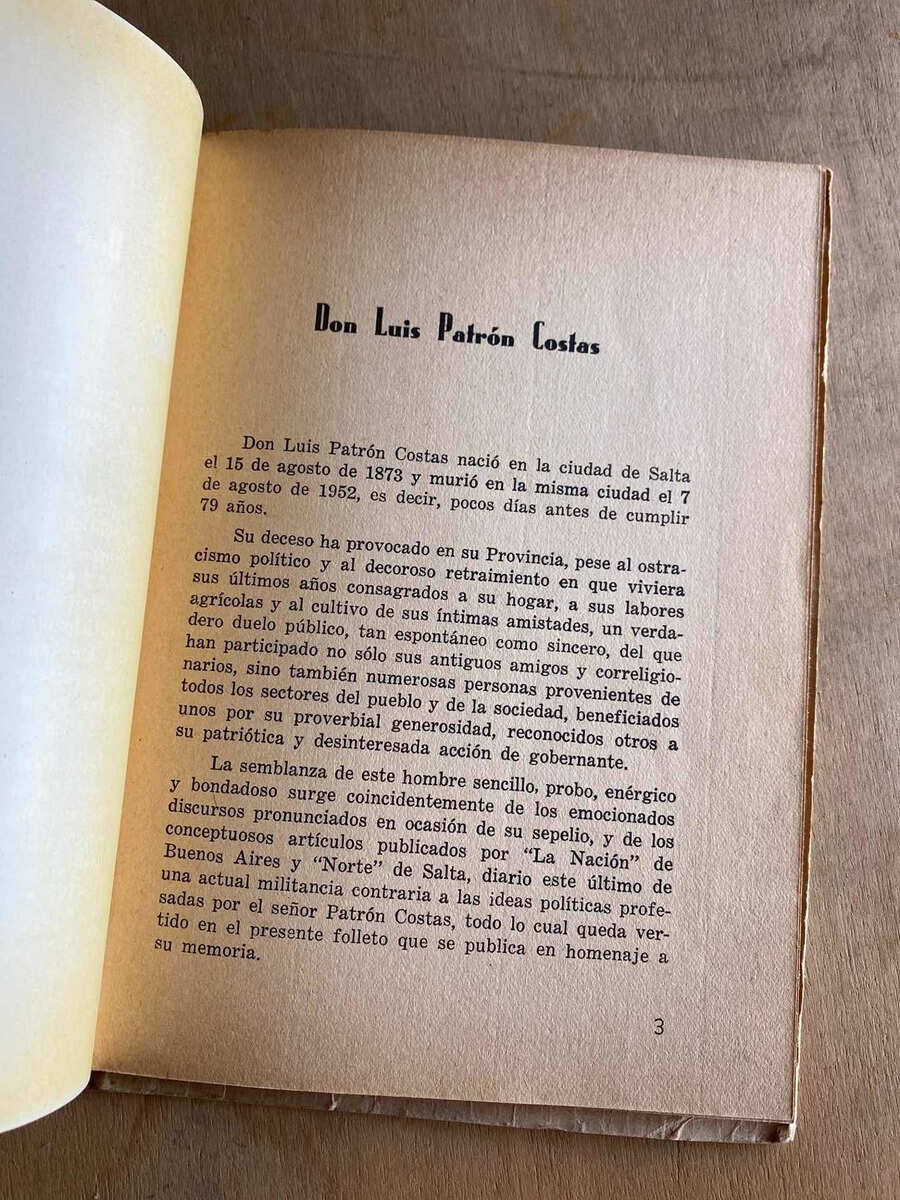 Don Luis Patrón Costas
Don Luis Patrón Costas nació en la ciudad de Salta
el 15 de agosto de 1873 y murió en la misma ciudad el 7
de agosto de 1952, es decir, pocos días antes de cumplir
79 años.
Su deceso ha provocado en su Provincia, pese al ostra-
cismo político y al decoroso retraimiento en que viviera
sus últimos años consagrados a su hogar, a sus labores
agrícolas y al cultivo de sus íntimas amistades, un verda-
dero duelo público, tan espontáneo como sincero, del que
han participado no sólo sus antiguos amigos y correligio-
narios, sino también numerosas personas provenientes de
todos los sectores del pueblo y de la sociedad, beneficiados
unos por su proverbial generosidad, reconocidos otros a
su patriótica y desinteresada acción de gobernante.
La semblanza de este hombre sencillo, probo, enérgico
y bondadoso surge coincidentemente de los emocionados
discursos pronunciados en ocasión de su sepelio, y de los
conceptuosos artículos publicados por "La Nación" de
Buenos Aires y "Norte" de Salta, diario este último de
una actual militancia contraria a las ideas políticas profe-
sadas por el señor Patrón Costas, todo lo cual queda ver-
tido en el presente folleto que se publica en homenaje a
su memoria.
3